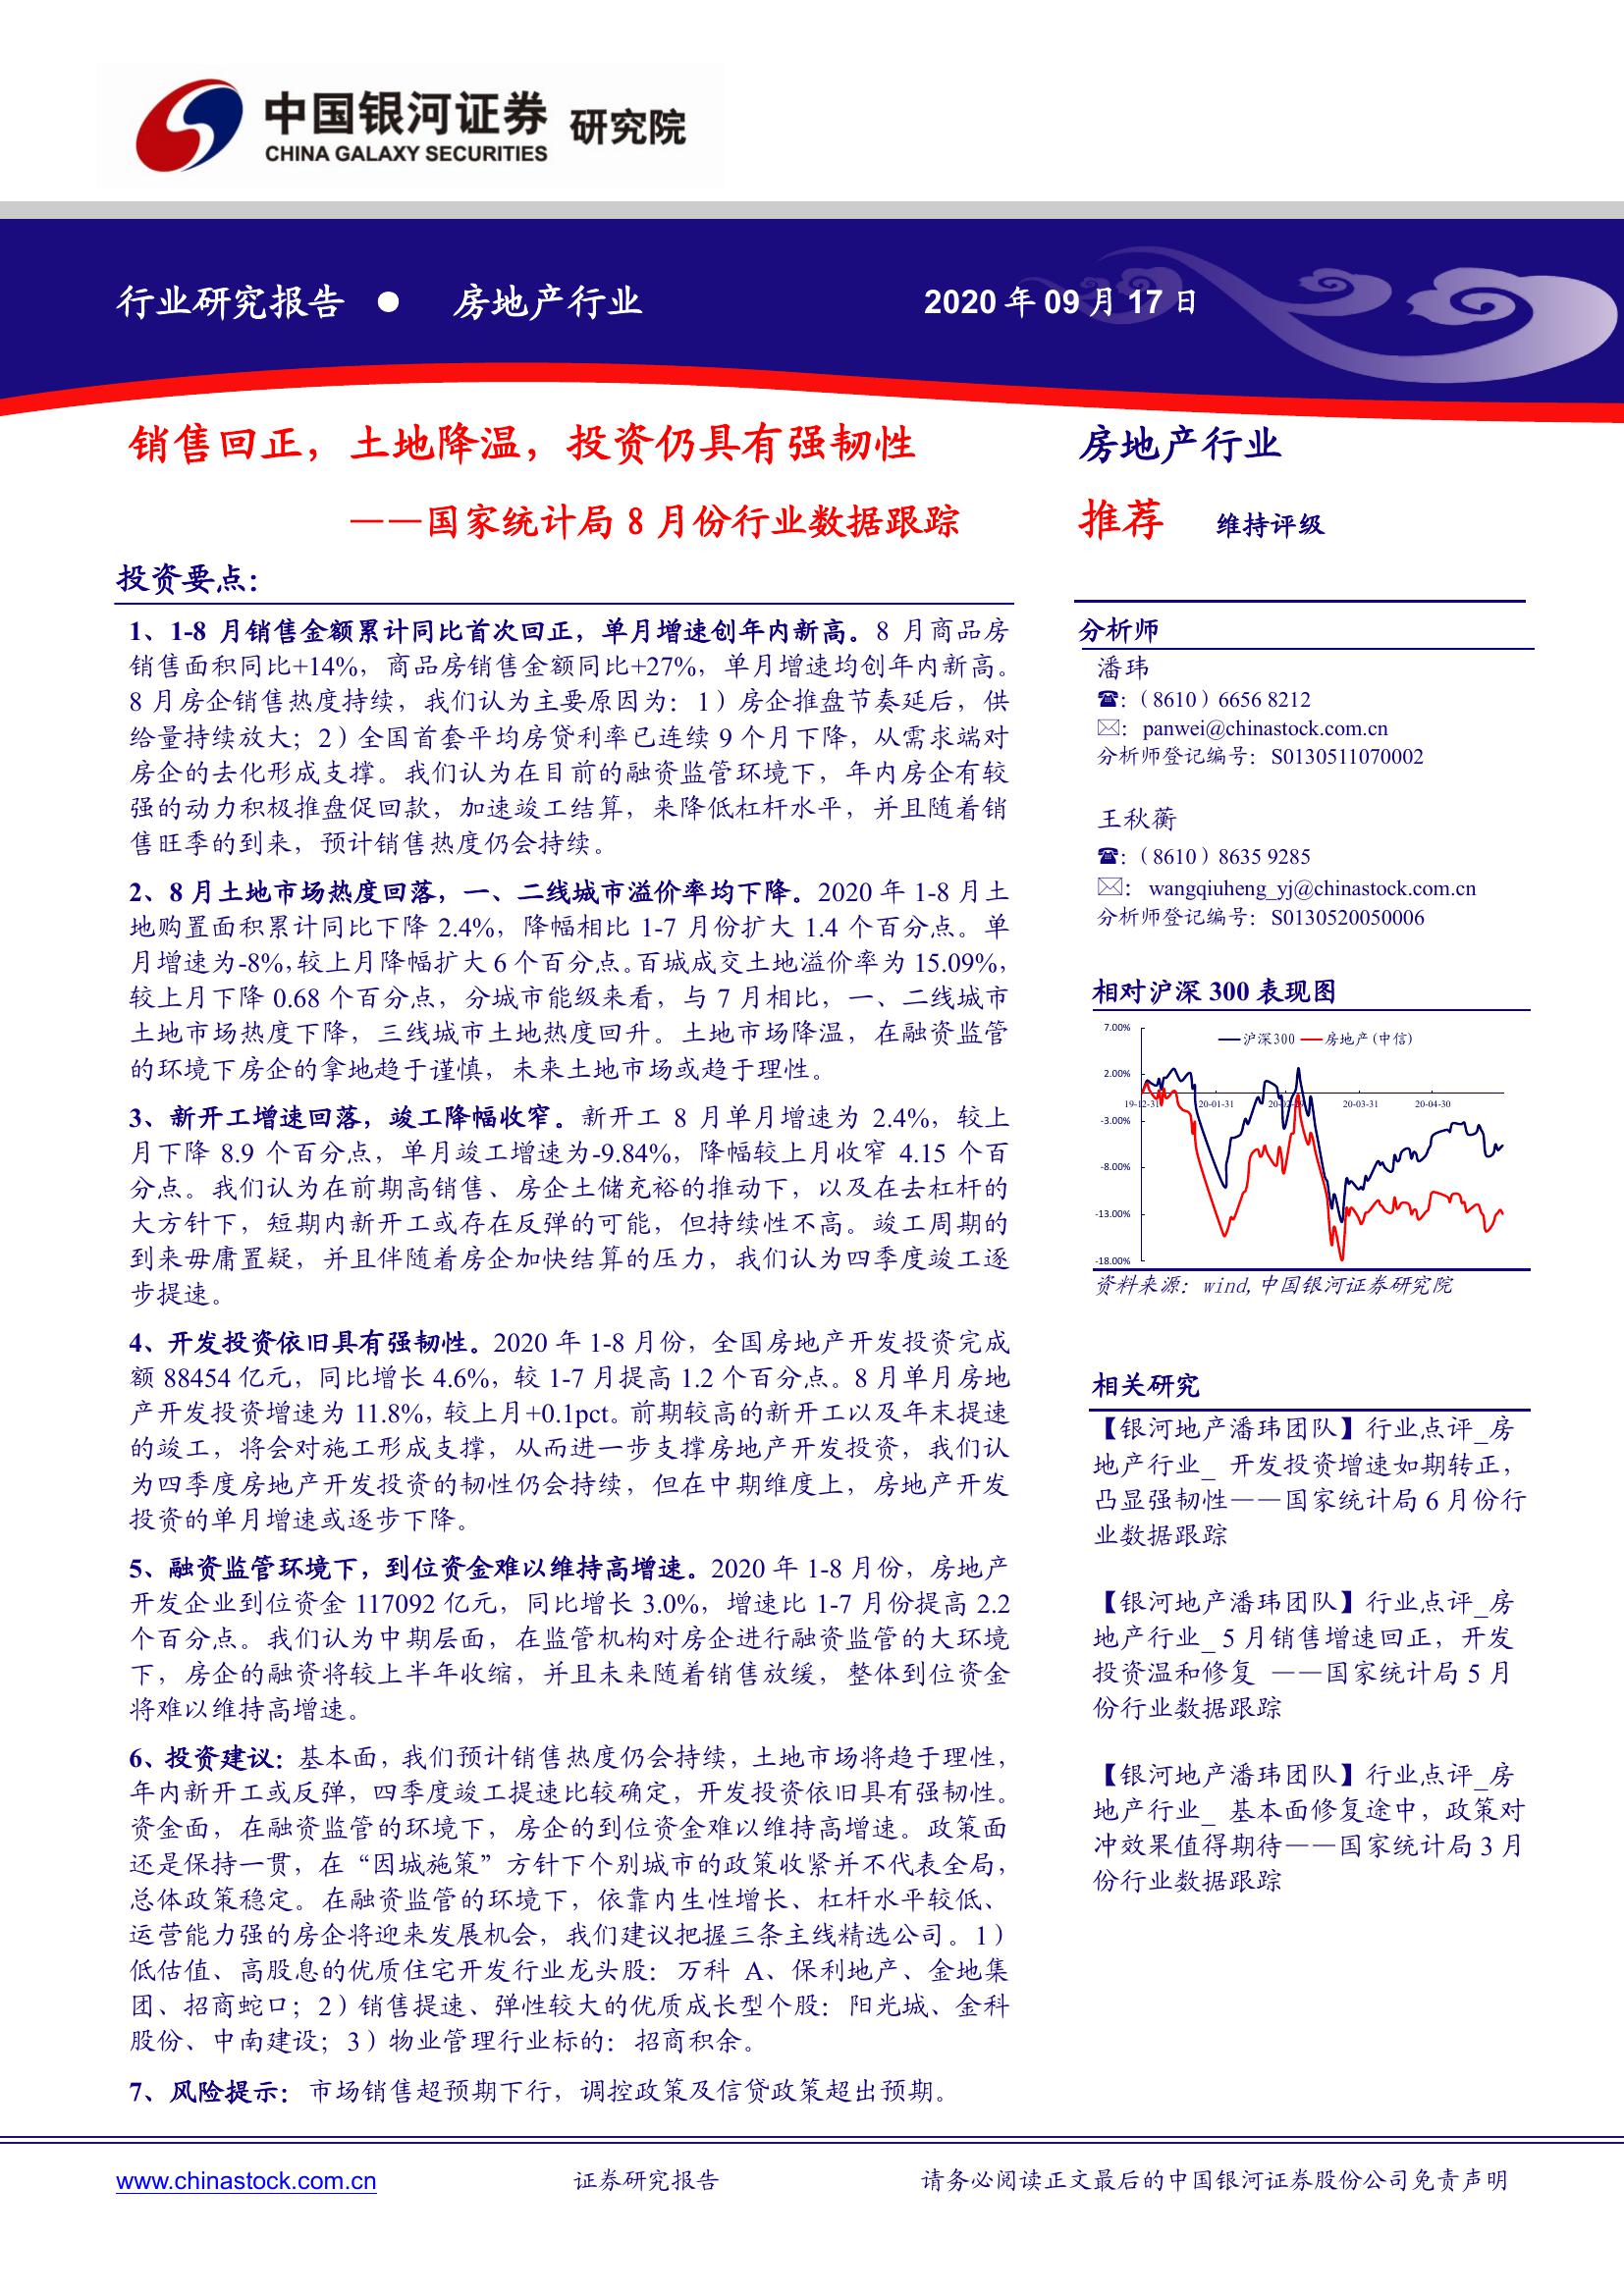 中国银河证券 研究院
CHINA GALAXY SECURITIES
行业研究报告 ● 房地产行业
2020 年 09 月 17 日
销售回正，土地降温，投资仍具有强韧性
——国家统计局 8 月份行业数据跟踪
投资要点：
1、1-8 月销售金额累计同比首次回正，单月增速创年内新高。8 月商品房
销售面积同比+14%，商品房销售金额同比+27%，单月增速均创年内新高。
8 月房企销售热度持续，我们认为主要原因为：1）房企推盘节奏延后，供
给量持续放大；2）全国首套平均房贷利率已连续 9 个月下降，从需求端对
房企的去化形成支撑。我们认为在目前的融资监管环境下，年内房企有较
强的动力积极推盘促回款，加速竣工结算，来降低杠杆水平，并且随着销
售旺季的到来，预计销售热度仍会持续。
2、8 月土地市场热度回落，一、二线城市溢价率均下降。2020 年 1-8 月土
地购置面积累计同比下降 2.4%，降幅相比 1-7 月份扩大 1.4 个百分点。单
月增速为-8%，较上月降幅扩大 6 个百分点。百城成交土地溢价率为 15.09%，
较上月下降 0.68 个百分点，分城市能级来看，与 7 月相比，一、二线城市
土地市场热度下降，三线城市土地热度回升。土地市场降温，在融资监管
的环境下房企的拿地趋于谨慎，未来土地市场或趋于理性。
3、新开工增速回落，竣工降幅收窄。新开工 8 月单月增速为 2.4%，较上
月下降 8.9 个百分点，单月竣工增速为-9.84%，降幅较上月收窄 4.15 个百
分点。我们认为在前期高销售、房企土储充裕的推动下，以及在去杠杆的
大方针下，短期内新开工或存在反弹的可能，但持续性不高。竣工周期的
到来毋庸置疑，并且伴随着房企加快结算的压力，我们认为四季度竣工逐
步提速。
4、开发投资依旧具有强韧性。2020 年 1-8 月份，全国房地产开发投资完成
额 88454 亿元，同比增长 4.6%，较 1-7 月提高 1.2 个百分点。8 月单月房地
产开发投资增速为 11.8%，较上月+0.1pct。前期较高的新开工以及年末提速
的竣工，将会对施工形成支撑，从而进一步支撑房地产开发投资，我们认
为四季度房地产开发投资的韧性仍会持续，但在中期维度上，房地产开发
投资的单月增速或逐步下降。
5、融资监管环境下，到位资金难以维持高增速。2020 年 1-8 月份，房地产
开发企业到位资金 117092 亿元，同比增长 3.0%，增速比 1-7 月份提高 2.2
个百分点。我们认为中期层面，在监管机构对房企进行融资监管的大环境
下，房企的融资将较上半年收缩，并且未来随着销售放缓，整体到位资金
将难以维持高增速。
6、投资建议：基本面，我们预计销售热度仍会持续，土地市场将趋于理性，
年内新开工或反弹，四季度竣工提速比较确定，开发投资依旧具有强韧性。
资金面，在融资监管的环境下，房企的到位资金难以维持高增速。政策面
还是保持一贯，在“因城施策”方针下个别城市的政策收紧并不代表全局，
总体政策稳定。在融资监管的环境下，依靠内生性增长、杠杆水平较低、
运营能力强的房企将迎来发展机会，我们建议把握三条主线精选公司。1）
低估值、高股息的优质住宅开发行业龙头股：万科 A、保利地产、金地集
团、招商蛇口；2）销售提速、弹性较大的优质成长型个股：阳光城、金科
股份、中南建设；3）物业管理行业标的：招商积余。
7、风险提示：市场销售超预期下行，调控政策及信贷政策超出预期。
房地产行业
推荐 维持评级
分析师
潘玮
☎:（8610）6656 8212
✉: panwei@chinastock.com.cn
分析师登记编号：S0130511070002
王秋蘅
☎:（8610）8635 9285
✉: wangqiuheng_yj@chinastock.com.cn
分析师登记编号：S0130520050006
相对沪深 300 表现图
沪深300 房地产(中信)
7.00%
2.00%
-3.00%
-8.00%
-13.00%
-18.00%
19-12-31 20-01-31 20-02-29 20-03-31 20-04-30
资料来源：wind,中国银河证券研究院
相关研究
【银河地产潘玮团队】行业点评_房
地产行业_ 开发投资增速如期转正，
凸显强韧性——国家统计局 6 月份行
业数据跟踪
【银河地产潘玮团队】行业点评_房
地产行业_ 5 月销售增速回正，开发
投资温和修复 ——国家统计局 5 月
份行业数据跟踪
【银河地产潘玮团队】行业点评_房
地产行业_ 基本面修复途中，政策对
冲效果值得期待——国家统计局 3 月
份行业数据跟踪
www.chinastock.com.cn 证券研究报告 请务必阅读正文最后的中国银河证券股份公司免责声明